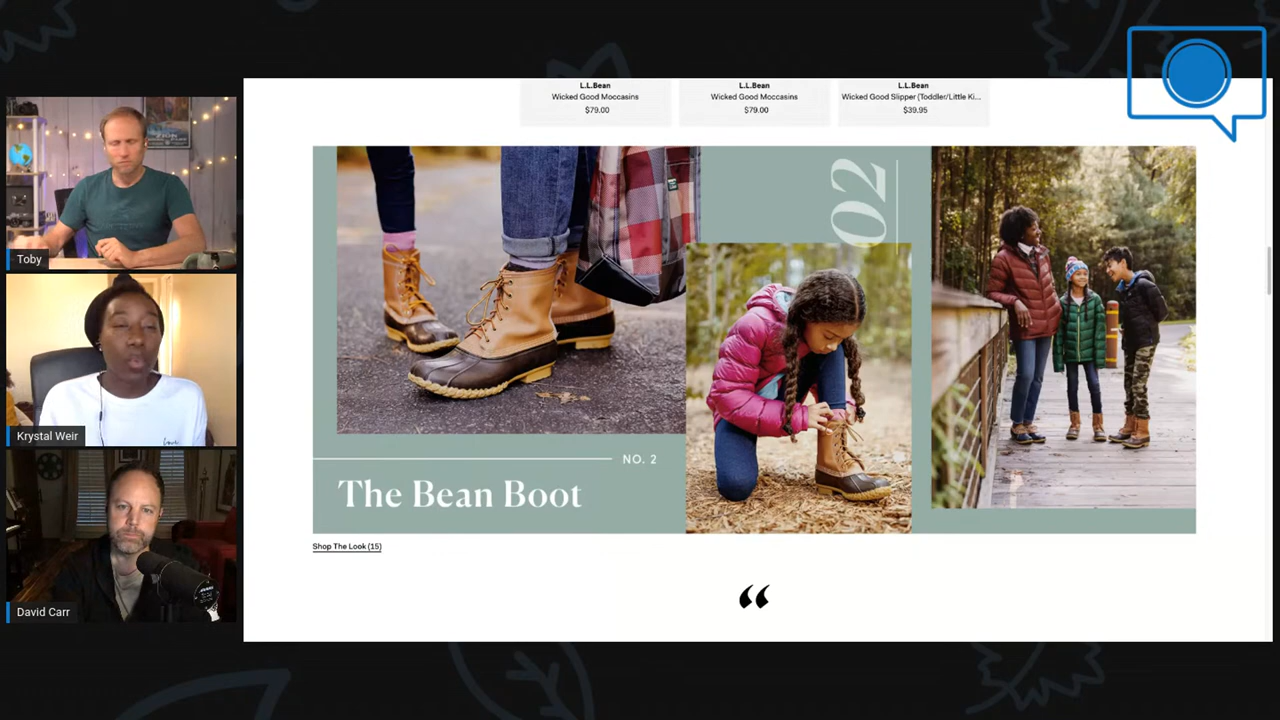 L.L.Bean
Wicked Good Moccasins
$79.00
L.L.Bean
Wicked Good Moccasins
$79.00
L.L.Bean
Wicked Good Slipper (Toddler/Little Ki...
$39.95
02
NO. 2
The Bean Boot
Shop The Look (15)
“
Toby
Krystal Weir
David Carr